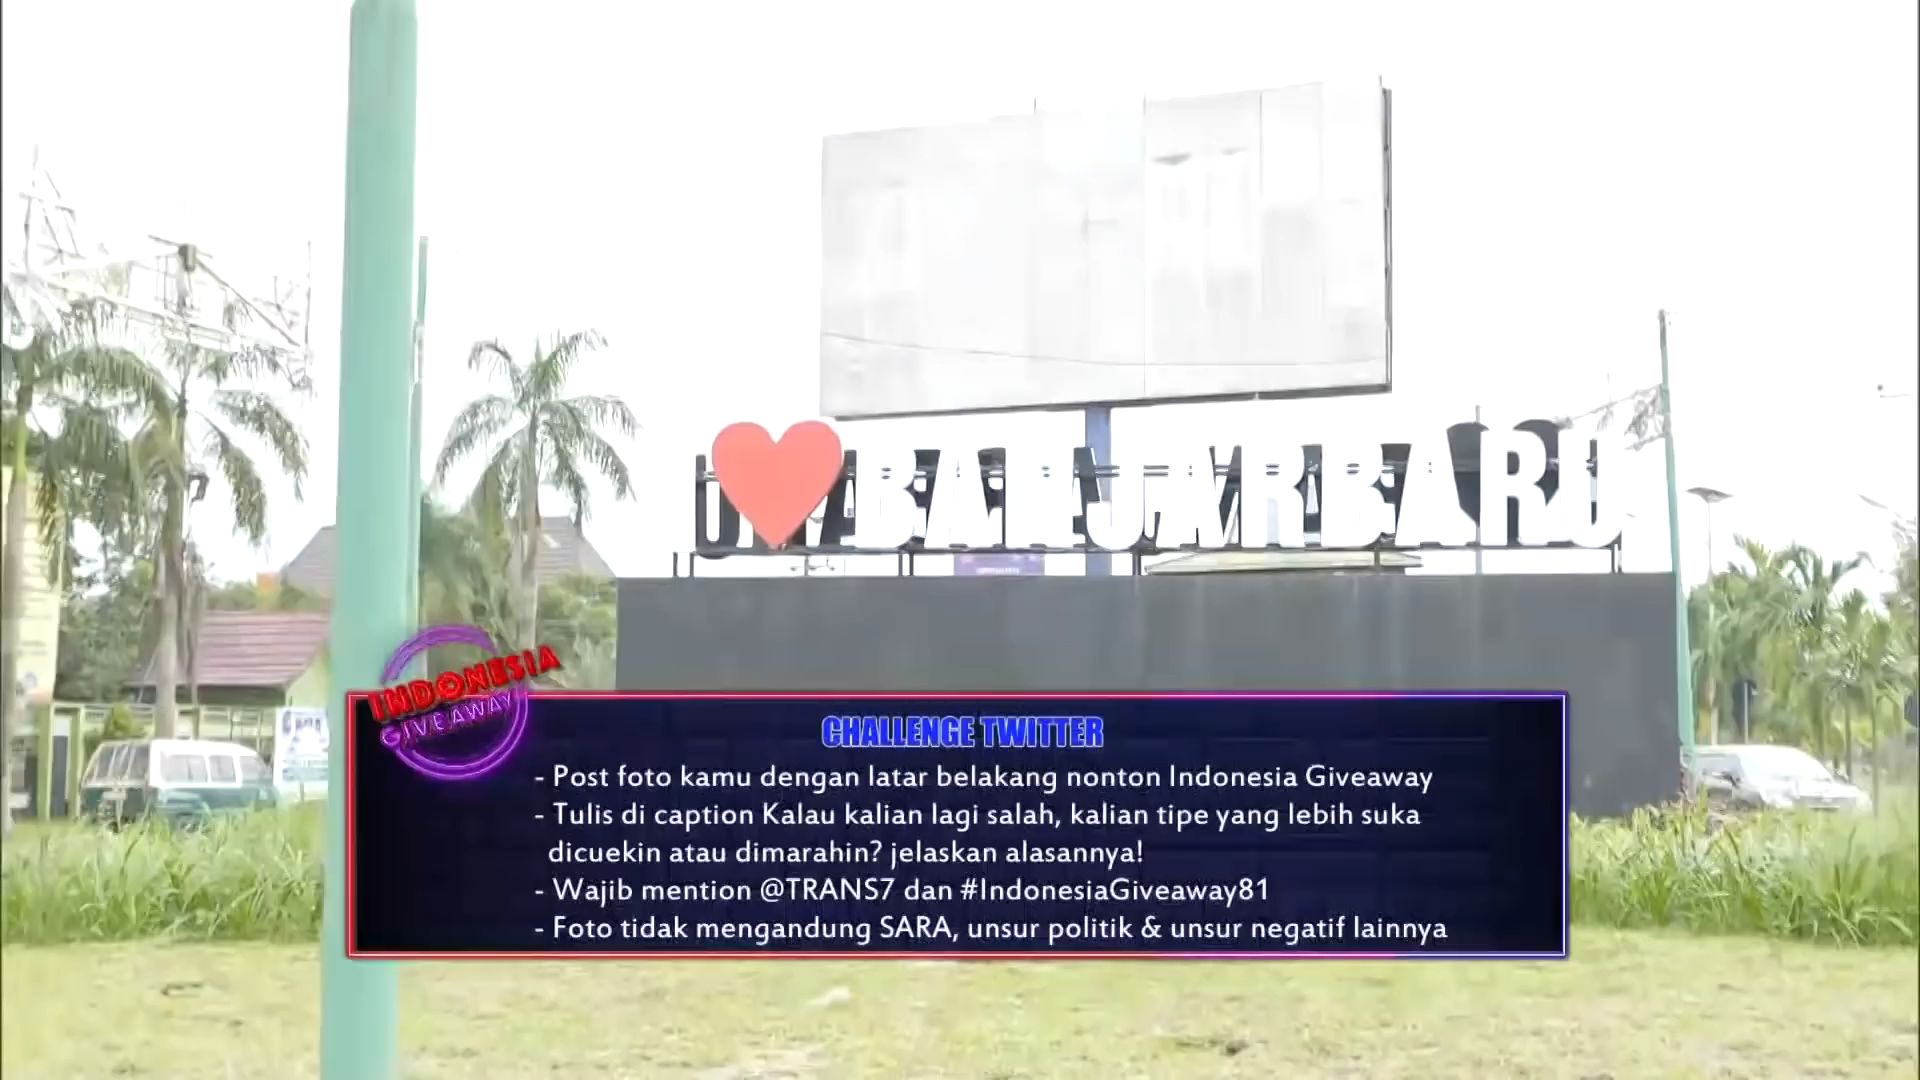 BANJARBARU
INDONESIA
GIVEAWAY
CHALLENGE TWITTER
- Post foto kamu dengan latar belakang nonton Indonesia Giveaway
- Tulis di caption Kalau kalian lagi salah, kalian tipe yang lebih suka
dicuekin atau dimarahin? jelaskan alasannya!
- Wajib mention @TRANS7 dan #IndonesiaGiveaway81
- Foto tidak mengandung SARA, unsur politik & unsur negatif lainnya